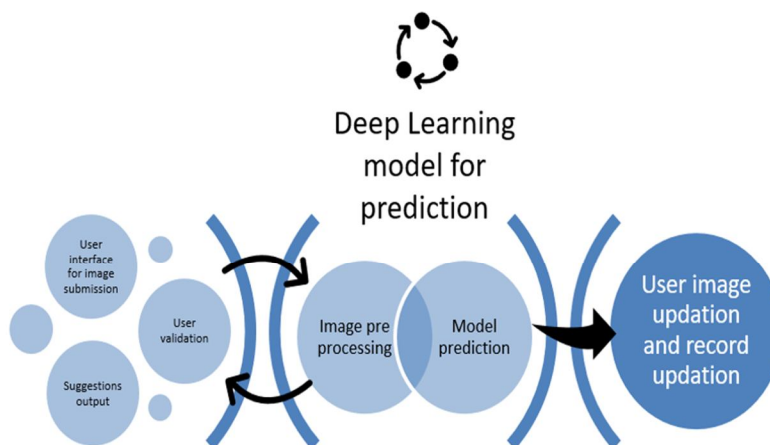 Deep Learning
model for
prediction
User
interface
for image
submission
User
validation
Suggestions
output
Image pre
processing
Model
prediction
User image
updation
and record
updation